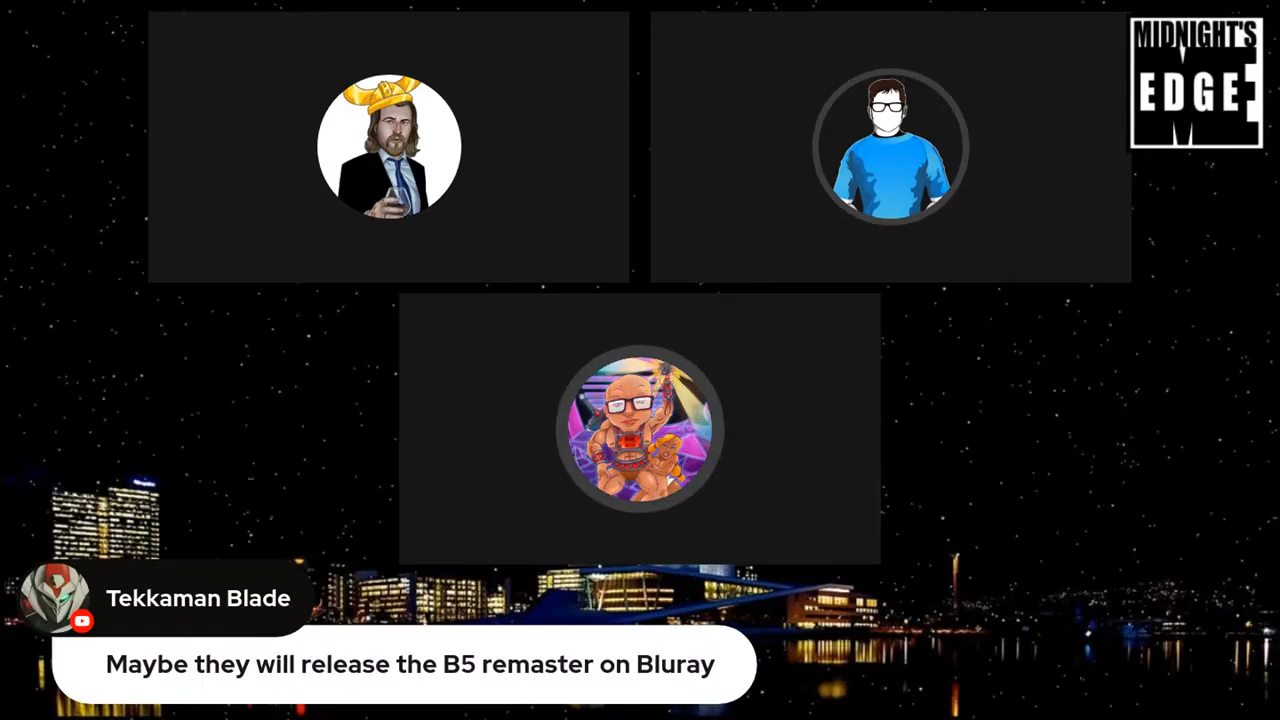 MIDNIGHT'S
EDGE
Tekkaman Blade
Maybe they will release the B5 remaster on Bluray